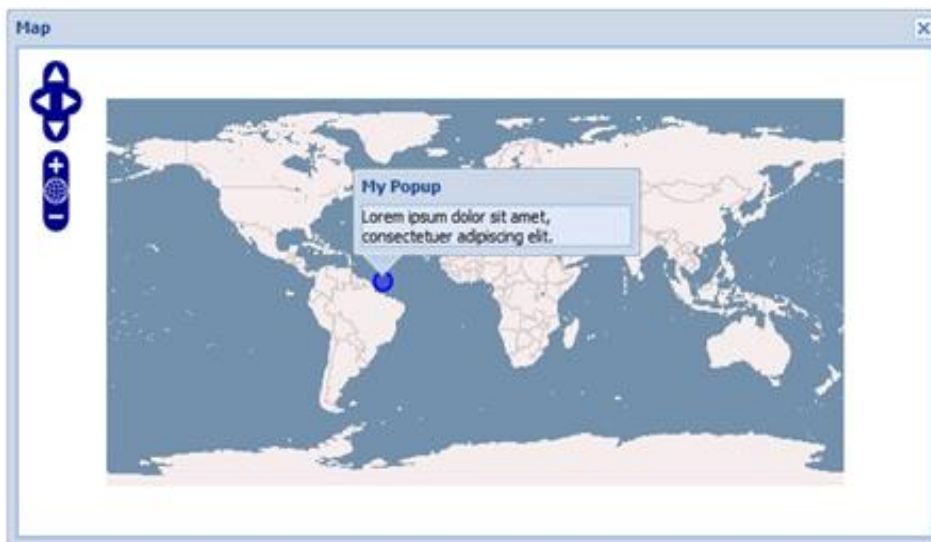 Map
My Popup
Lorem ipsum dolor sit amet,
consectetuer adipiscing elit.